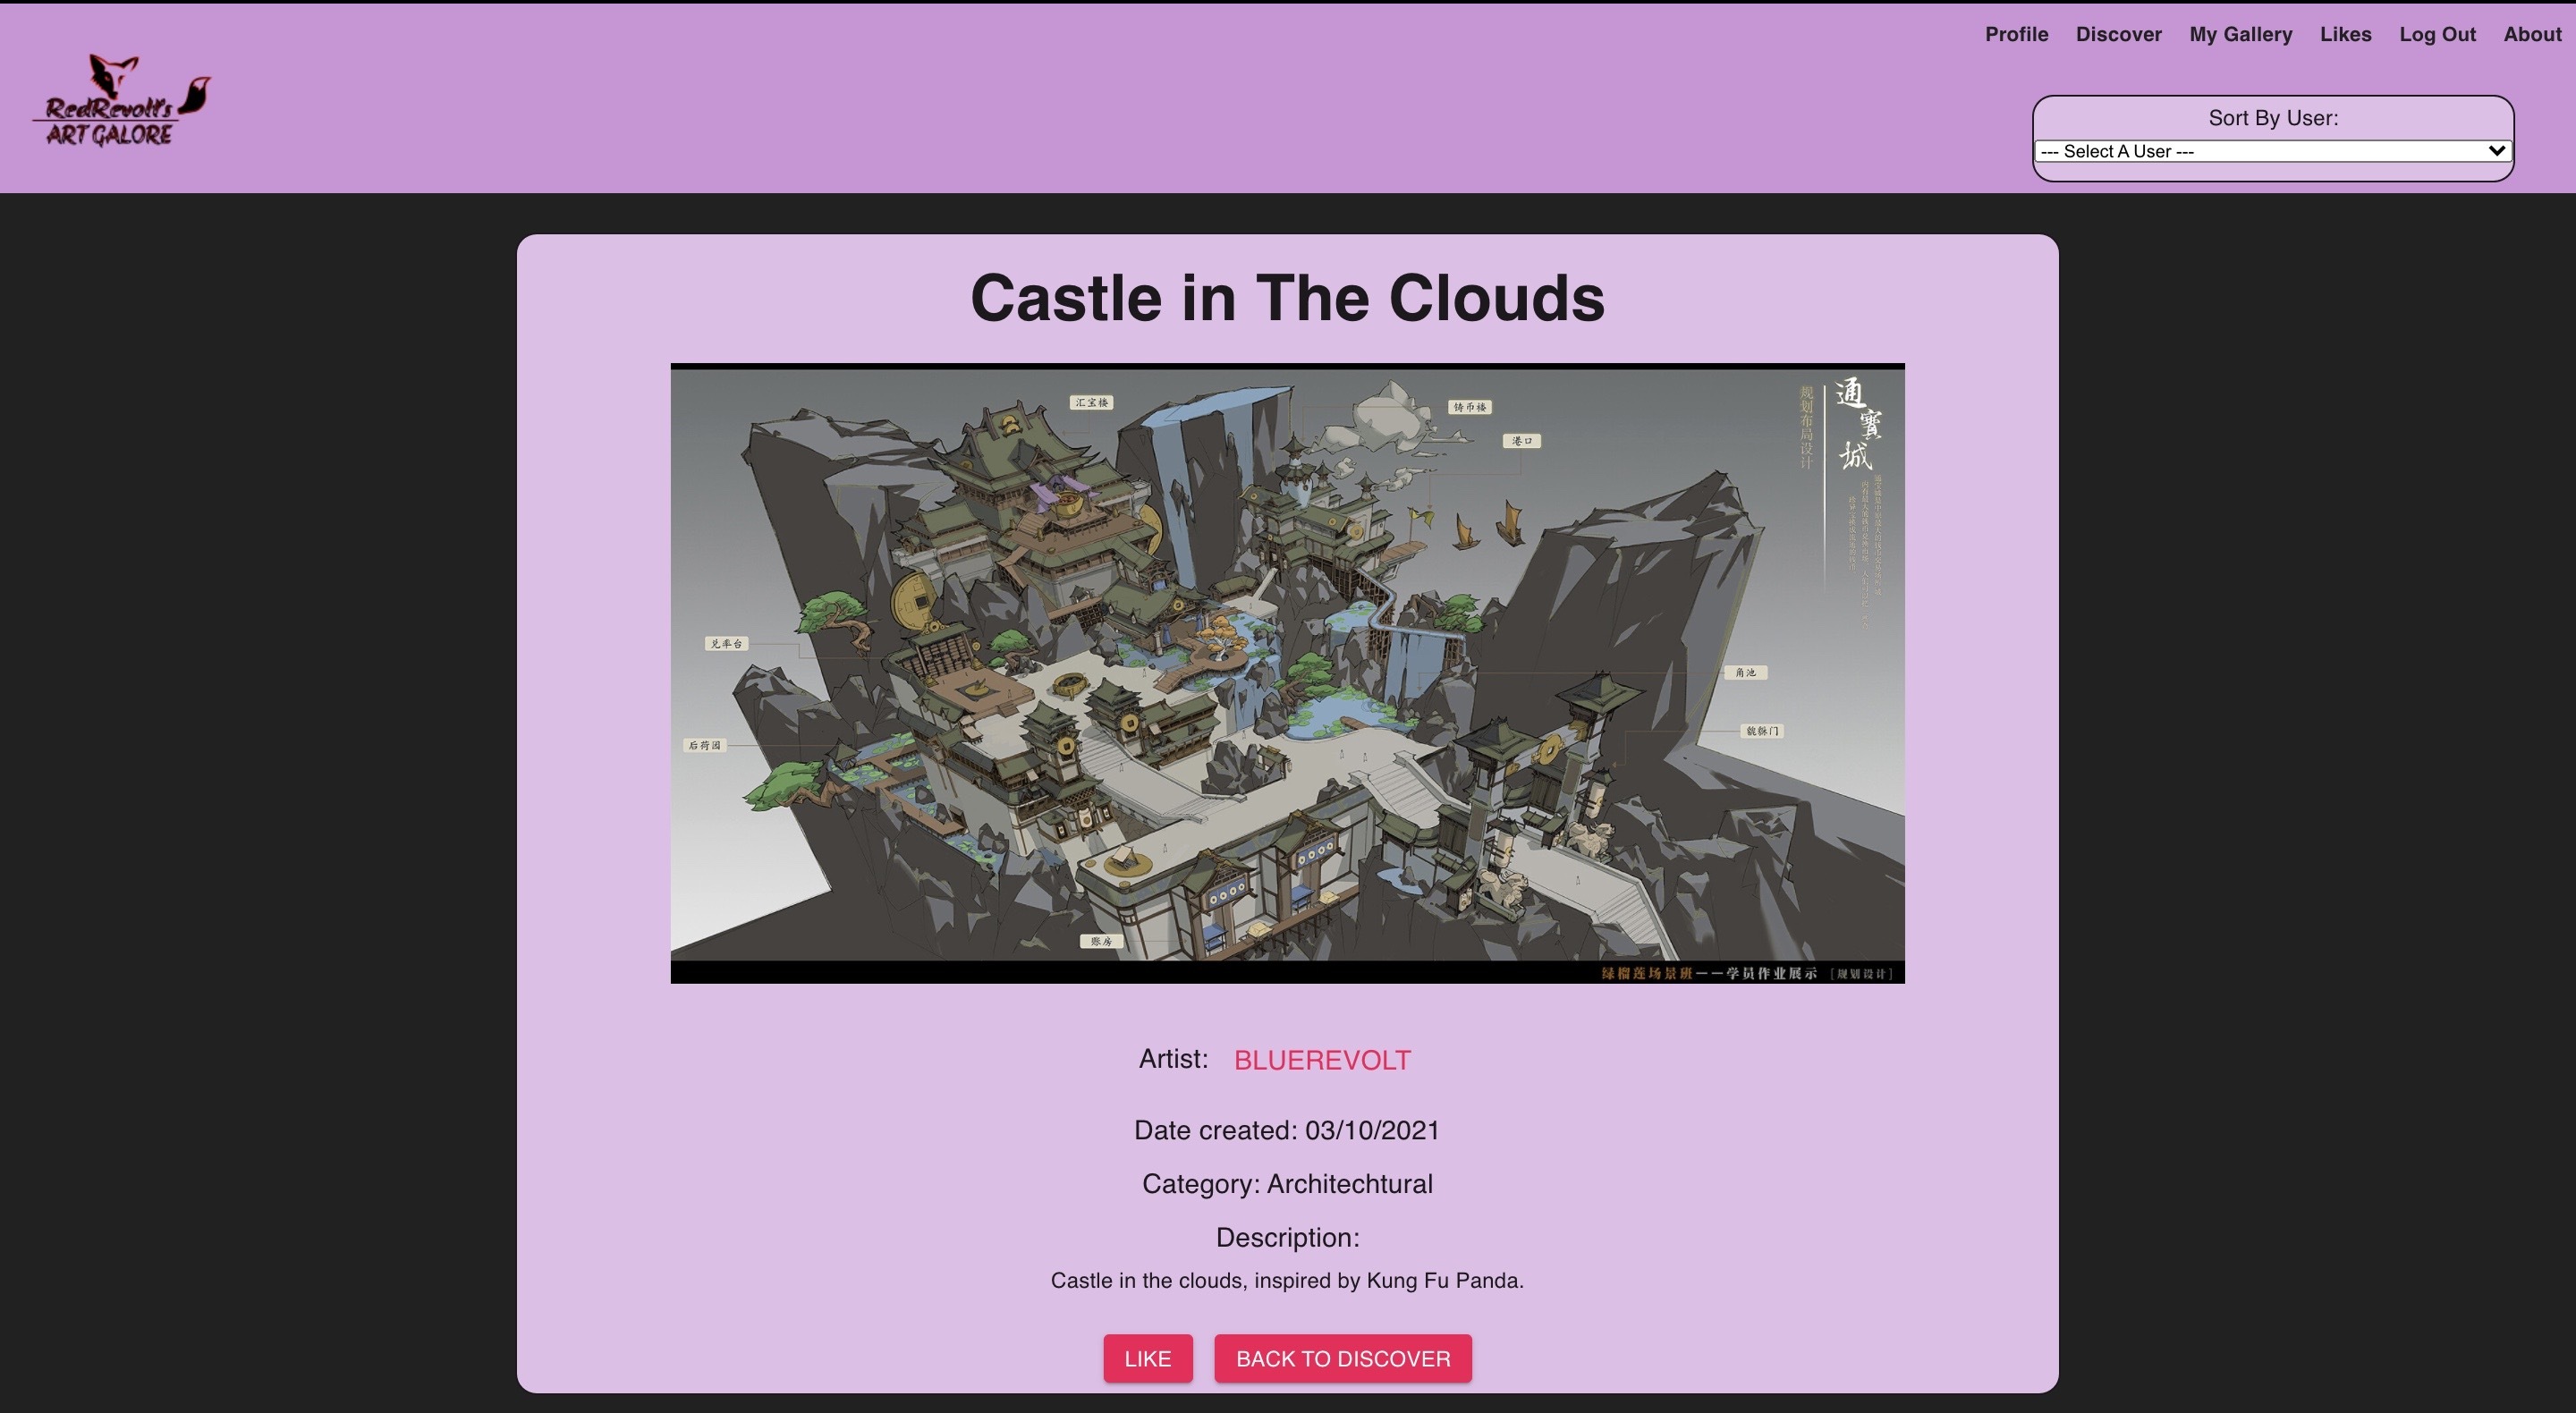 Profile Discover My Gallery Likes Log Out About
RedRevolt's
ART GALORE
Sort By User:
--- Select A User ---
Castle in The Clouds
通寳城
规划布局设计
汇宝楼
铸币楼
港口
兑率台
角池
貔貅门
后荷园
账房
绿榴莲场景班——学员作业展示 [规划设计]
Artist: BLUEREVOLT
Date created: 03/10/2021
Category: Architechtural
Description:
Castle in the clouds, inspired by Kung Fu Panda.
LIKE BACK TO DISCOVER